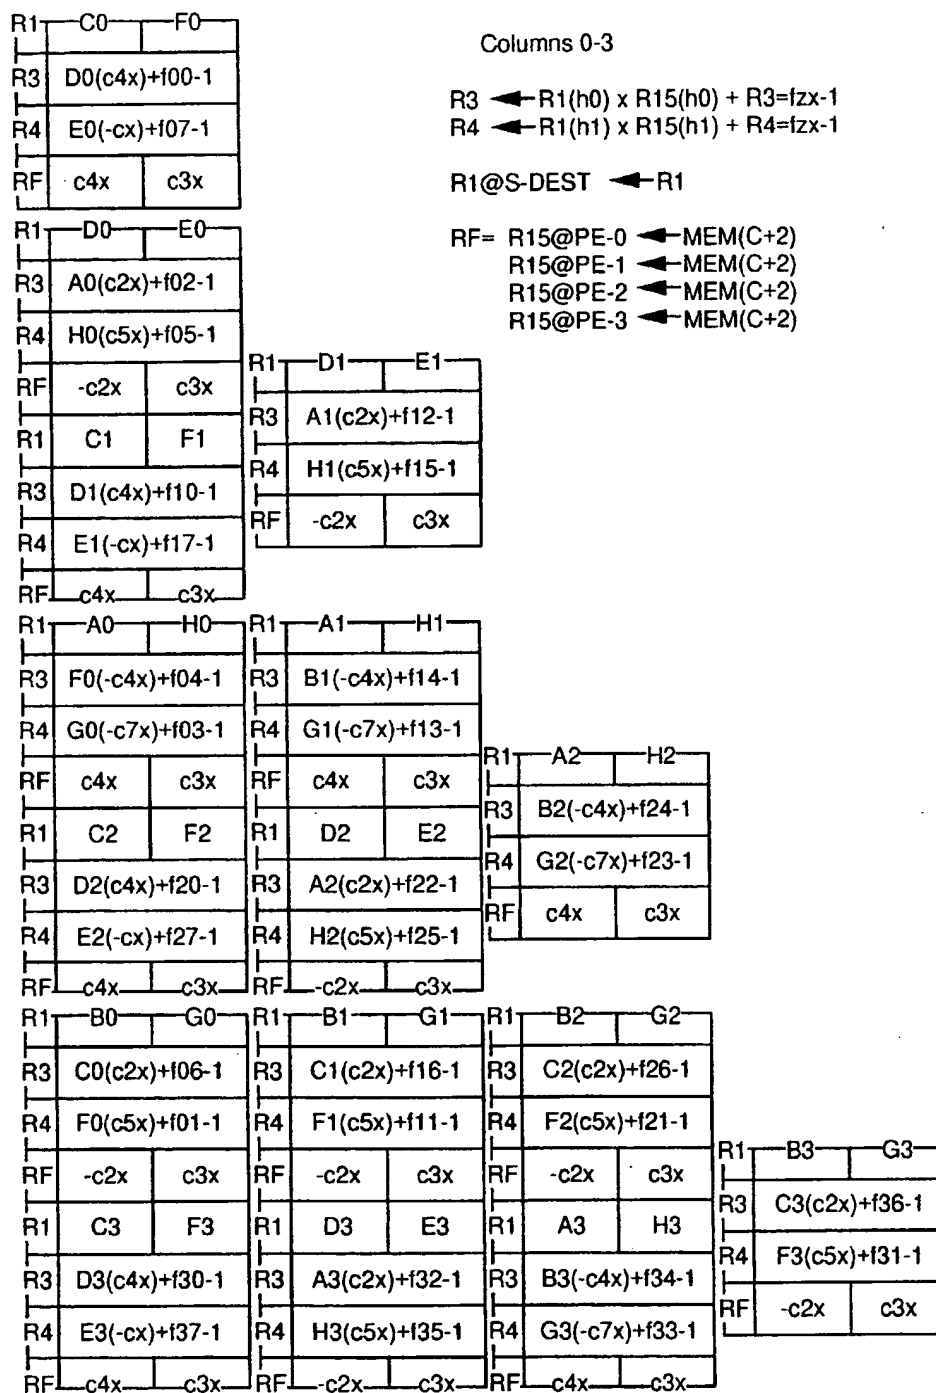 Columns 0-3
R3 ← R1(h0) x R15(h0) + R3=fzx-1
R4 ← R1(h1) x R15(h1) + R4=fzx-1
R1@S-DEST ← R1
RF= R15@PE-0 ← MEM(C+2)
R15@PE-1 ← MEM(C+2)
R15@PE-2 ← MEM(C+2)
R15@PE-3 ← MEM(C+2)
R1 C0 F0
R3 D0(c4x)+f00-1
R4 E0(-cx)+f07-1
RF c4x c3x
R1 D0 E0
R3 A0(c2x)+f02-1
R4 H0(c5x)+f05-1
RF -c2x c3x
R1 C1 F1
R3 D1(c4x)+f10-1
R4 E1(-cx)+f17-1
RF c4x c3x
R1 D1 E1
R3 A1(c2x)+f12-1
R4 H1(c5x)+f15-1
RF -c2x c3x
R1 A0 H0
R3 F0(-c4x)+f04-1
R4 G0(-c7x)+f03-1
RF c4x c3x
R1 C2 F2
R3 D2(c4x)+f20-1
R4 E2(-cx)+f27-1
RF c4x c3x
R1 A1 H1
R3 B1(-c4x)+f14-1
R4 G1(-c7x)+f13-1
RF c4x c3x
R1 D2 E2
R3 A2(c2x)+f22-1
R4 H2(c5x)+f25-1
RF -c2x c3x
R1 A2 H2
R3 B2(-c4x)+f24-1
R4 G2(-c7x)+f23-1
RF c4x c3x
R1 B0 G0
R3 C0(c2x)+f06-1
R4 F0(c5x)+f01-1
RF -c2x c3x
R1 C3 F3
R3 D3(c4x)+f30-1
R4 E3(-cx)+f37-1
RF c4x c3x
R1 B1 G1
R3 C1(c2x)+f16-1
R4 F1(c5x)+f11-1
RF -c2x c3x
R1 D3 E3
R3 A3(c2x)+f32-1
R4 H3(c5x)+f35-1
RF -c2x c3x
R1 B2 G2
R3 C2(c2x)+f26-1
R4 F2(c5x)+f21-1
RF -c2x c3x
R1 A3 H3
R3 B3(-c4x)+f34-1
R4 G3(-c7x)+f33-1
RF c4x c3x
R1 B3 G3
R3 C3(c2x)+f36-1
R4 F3(c5x)+f31-1
RF -c2x c3x